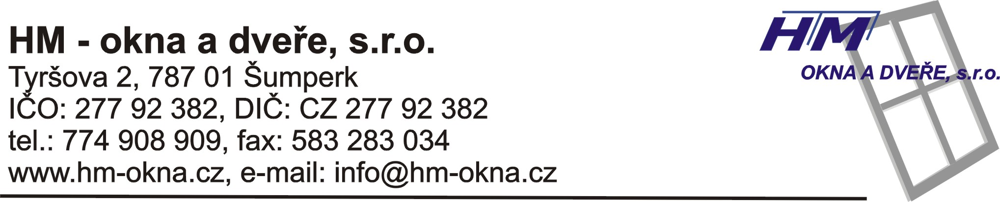 HM - okna a dveře, s.r.o.
Tyršova 2, 787 01 Šumperk
IČO: 277 92 382, DIČ: CZ 277 92 382
tel.: 774 908 909, fax: 583 283 034
www.hm-okna.cz, e-mail: info@hm-okna.cz
HM
OKNA A DVEŘE, s.r.o.